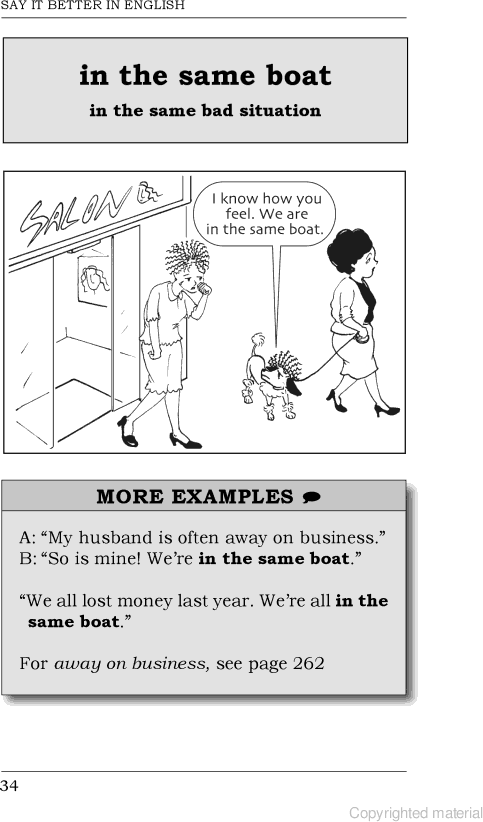 SAY IT BETTER IN ENGLISH
in the same boat
in the same bad situation
SALON
I know how you
feel. We are
in the same boat.
MORE EXAMPLES
A: “My husband is often away on business.”
B: “So is mine! We’re in the same boat.”
“We all lost money last year. We’re all in the
same boat.”
For away on business, see page 262
34
Copyrighted material